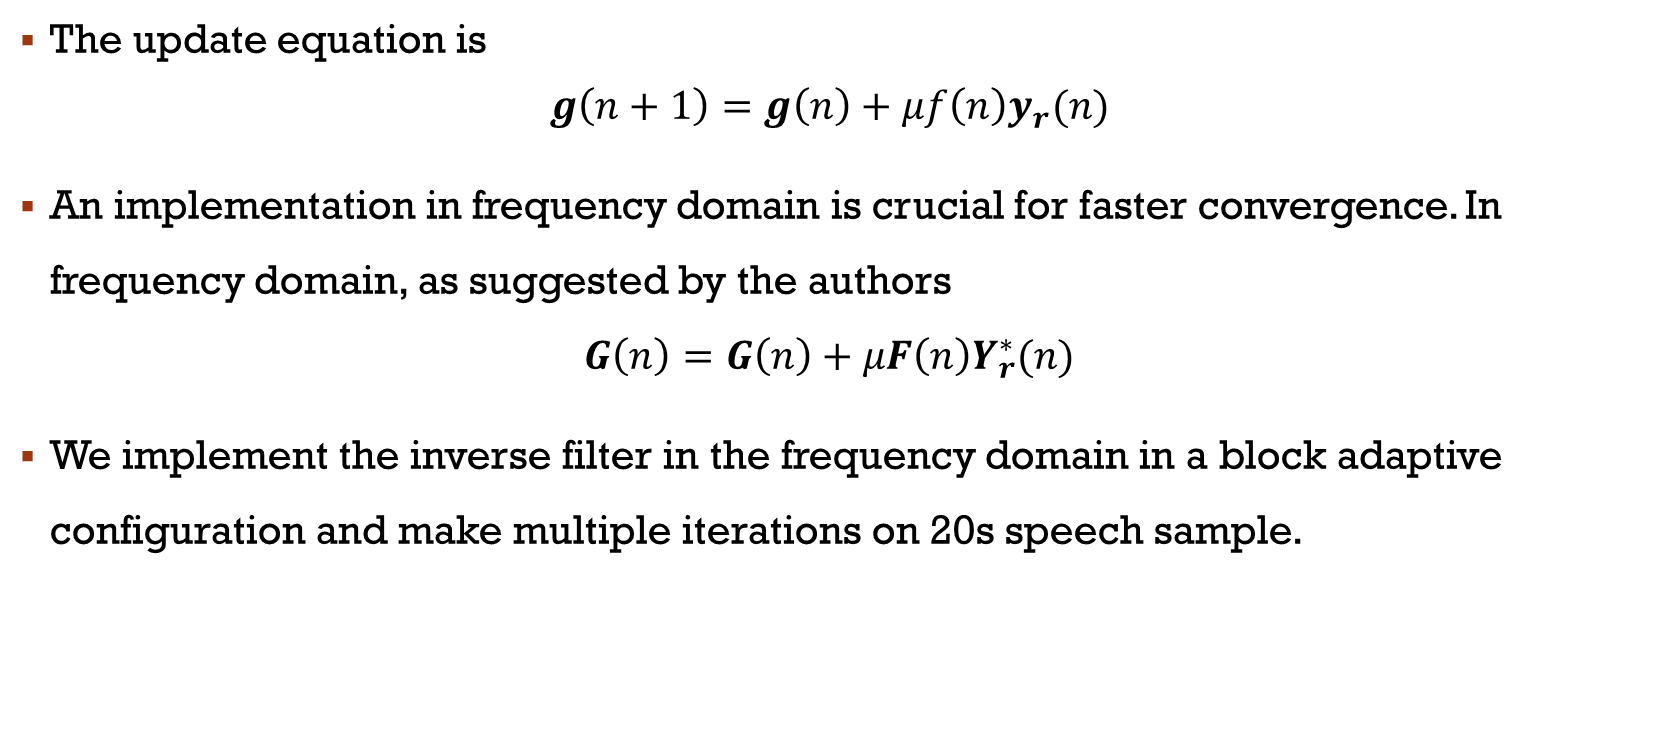 ▪ The update equation is
𝒈(𝑛 + 1) = 𝒈(𝑛) + 𝜇𝑓(𝑛)𝒚𝒓(𝑛)
▪ An implementation in frequency domain is crucial for faster convergence. In
frequency domain, as suggested by the authors
𝑮(𝑛) = 𝑮(𝑛) + 𝜇𝑭(𝑛)𝒀𝒓*(𝑛)
▪ We implement the inverse filter in the frequency domain in a block adaptive
configuration and make multiple iterations on 20s speech sample.